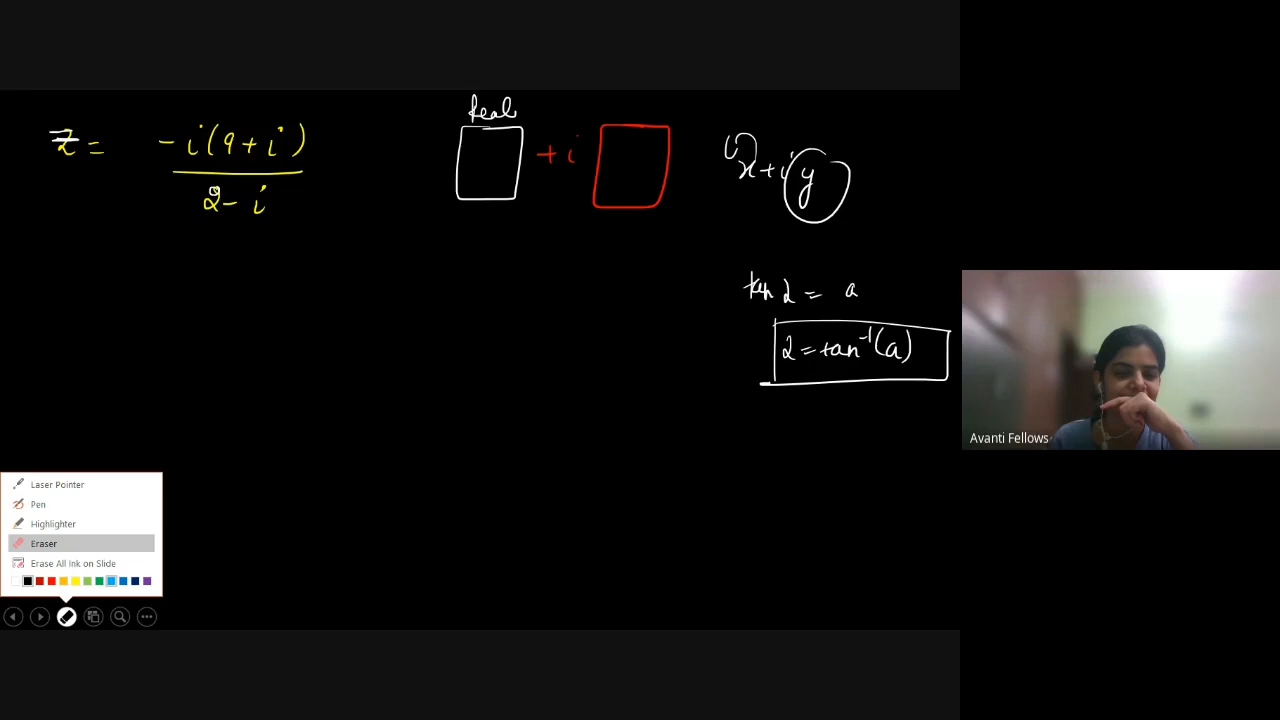 Real
z = -i(9+i) / 2-i
+ i
x+iy
tan 2 = a
2 = tan⁻¹(a)
Avanti Fellows
Laser Pointer
Pen
Highlighter
Eraser
Erase All Ink on Slide